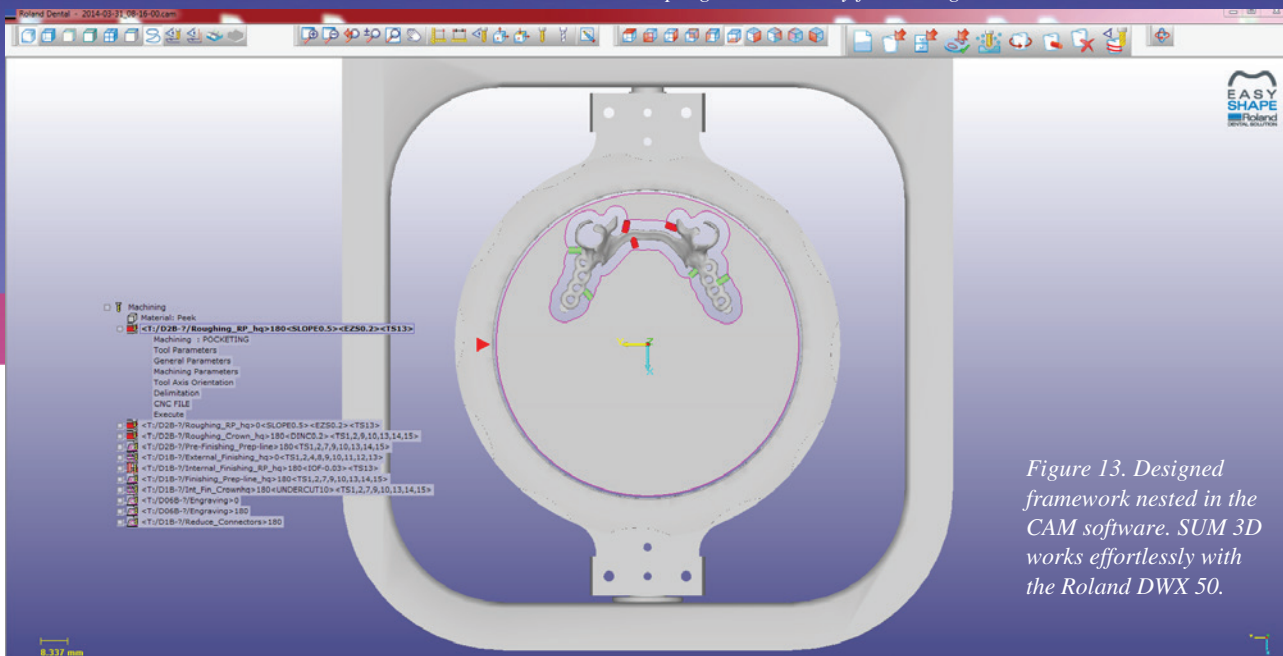 Roland Dental - 2014-03-31_08-16-00.cam
EASY
SHAPE
Roland
DENTAL SOLUTION
Machining
Material: Peek
<T:/D2B-?/Roughing_RP_hq>180<SLOPE0.5><EZS0.2><TS13>
Machining : POCKETING
Tool Parameters
General Parameters
Machining Parameters
Tool Axis Orientation
Delimitation
CNC FILE
Execute
<T:/D2B-?/Roughing_RP_hq>0<SLOPE0.5><EZS0.2><TS13>
<T:/D2B-?/Roughing_Crown_hq>180<DINC0.2><TS1,2,9,10,13,14,15>
<T:/D2B-?/Pre-Finishing_Prep-line>180<TS1,2,7,9,10,13,14,15>
<T:/D1B-?/External_Finishing_hq>0<TS1,2,4,8,9,10,11,12,13>
<T:/D1B-?/Internal_Finishing_RP_hq>180<IOF-0.03><TS13>
<T:/D1B-?/Finishing_Prep-line_hq>180<TS1,2,7,9,10,13,14,15>
<T:/D1B-?/Int_Fin_Crownhq>180<UNDERCUT10><TS1,2,7,9,10,13,14,15>
<T:/D06B-?/Engraving>0
<T:/D06B-?/Engraving>180
<T:/D1B-?/Reduce_Connectors>180
Z
X
Figure 13. Designed
framework nested in the
CAM software. SUM 3D
works effortlessly with
the Roland DWX 50.
8.337 mm